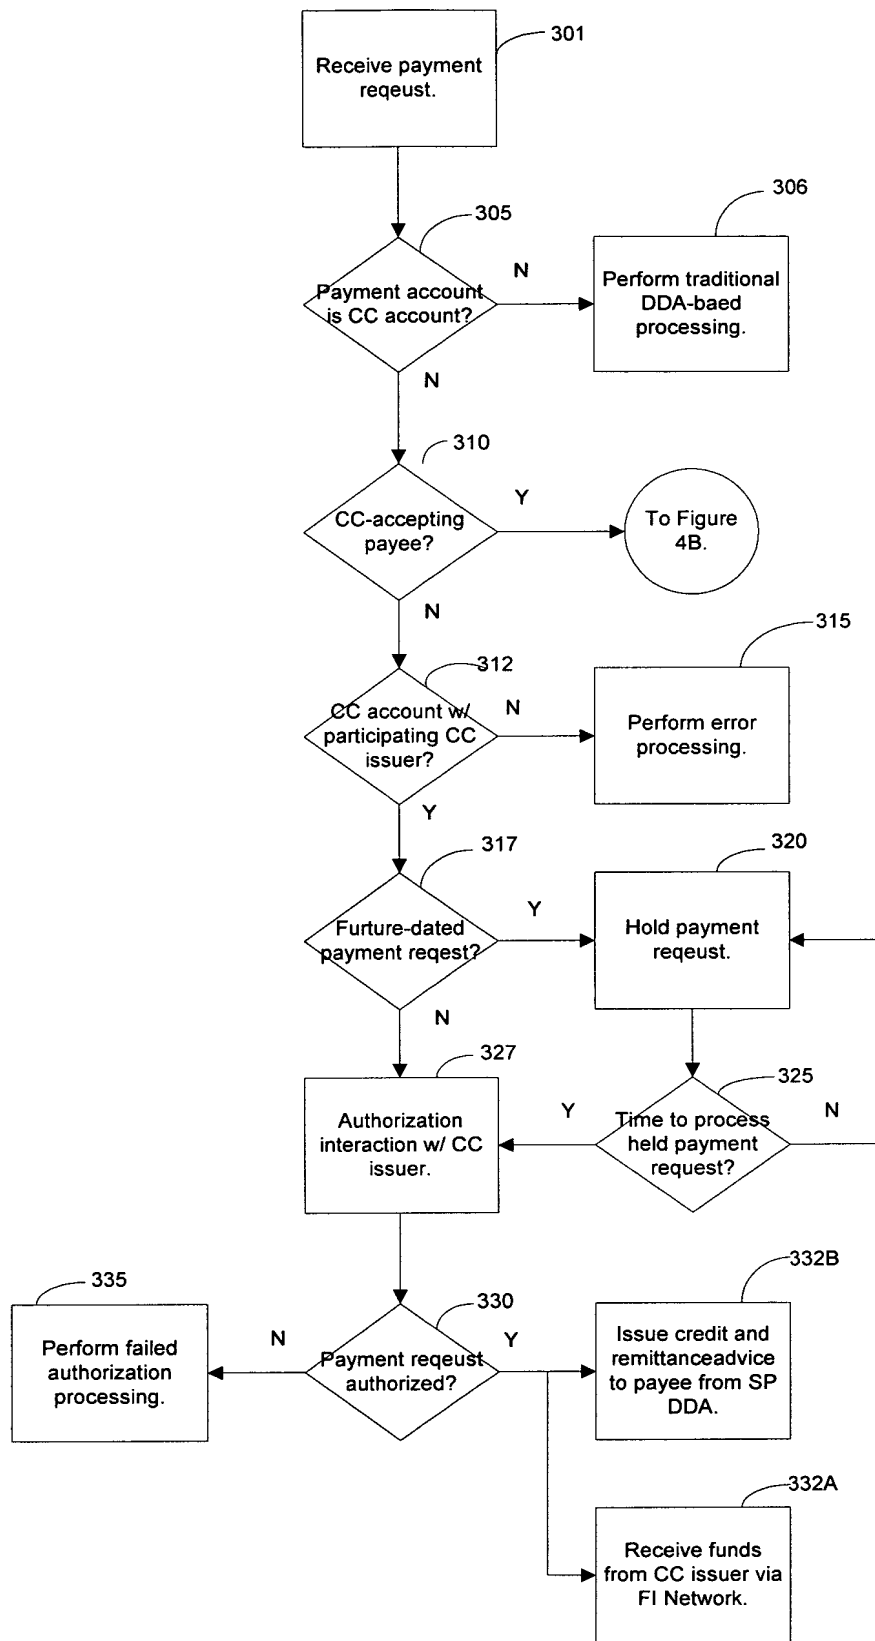 301
Receive payment
reqeust.
305
306
Payment account
is CC account?
N
Perform traditional
DDA-baed
processing.
N
310
CC-accepting
payee?
Y
To Figure
4B.
N
312
315
CC account w/
participating CC
issuer?
N
Perform error
processing.
Y
317
320
Furture-dated
payment reqest?
Y
Hold payment
reqeust.
N
327
325
Authorization
interaction w/ CC
issuer.
Y
Time to process
held payment
request?
N
335
330
332B
Perform failed
authorization
processing.
N
Payment reqeust
authorized?
Y
Issue credit and
remittanceadvice
to payee from SP
DDA.
332A
Receive funds
from CC issuer via
FI Network.